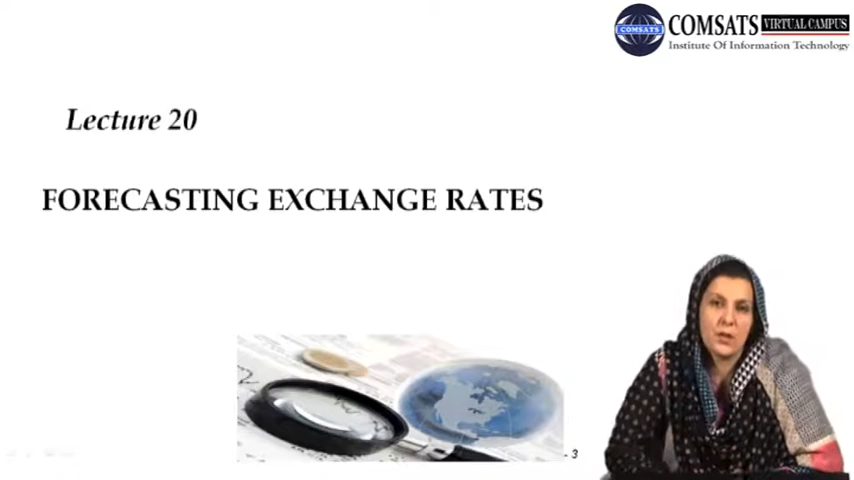 COMSATS VIRTUAL CAMPUS
Institute Of Information Technology
COMSATS
Lecture 20
FORECASTING EXCHANGE RATES
- 3